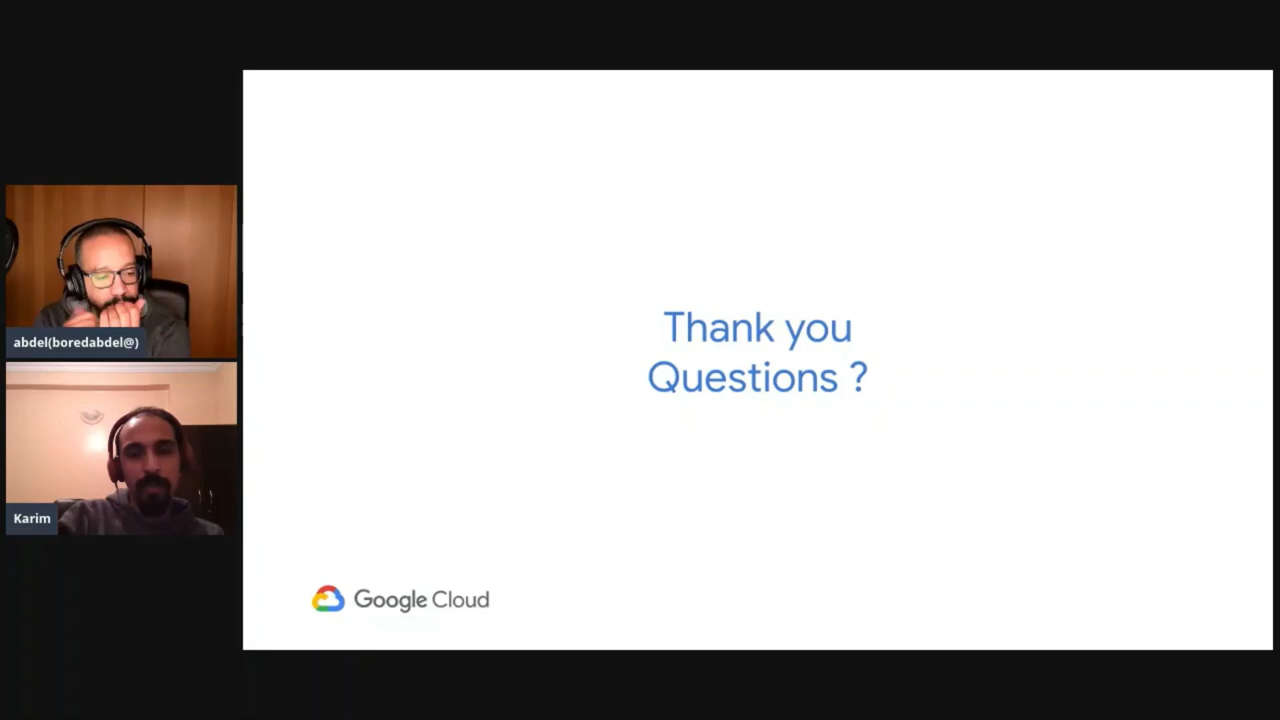 abdel(boredabdel@)
Karim
Thank you
Questions ?
Google Cloud